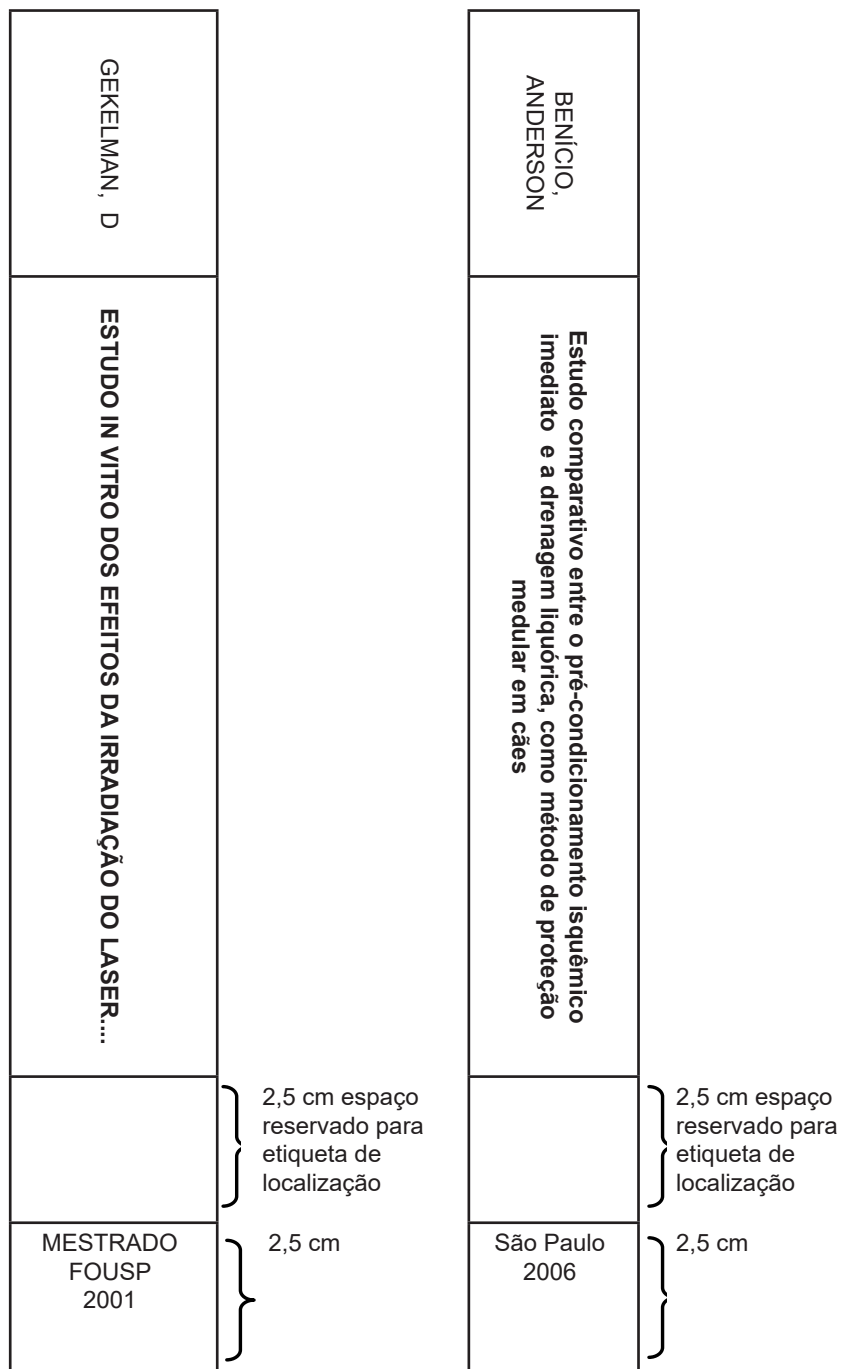 GEKELMAN, D
ESTUDO IN VITRO DOS EFEITOS DA IRRADIAÇÃO DO LASER....
2,5 cm espaço
reservado para
etiqueta de
localização
MESTRADO
FOUSP
2001
2,5 cm
BENÍCIO,
ANDERSON
Estudo comparativo entre o pré-condicionamento isquêmico
imediato e a drenagem liquórica, como método de proteção
medular em cães
2,5 cm espaço
reservado para
etiqueta de
localização
São Paulo
2006
2,5 cm